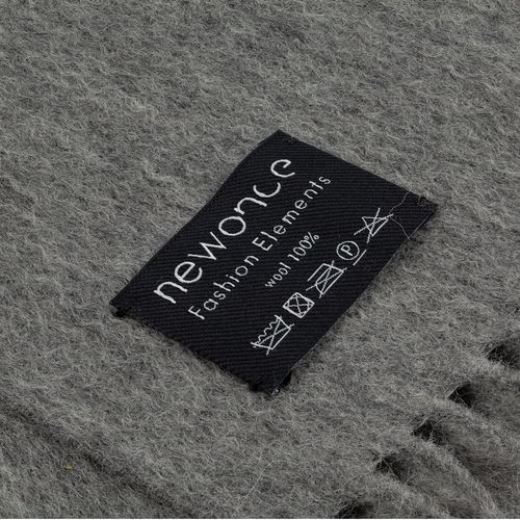 newonce
Fashion Elements
wool 100%
P